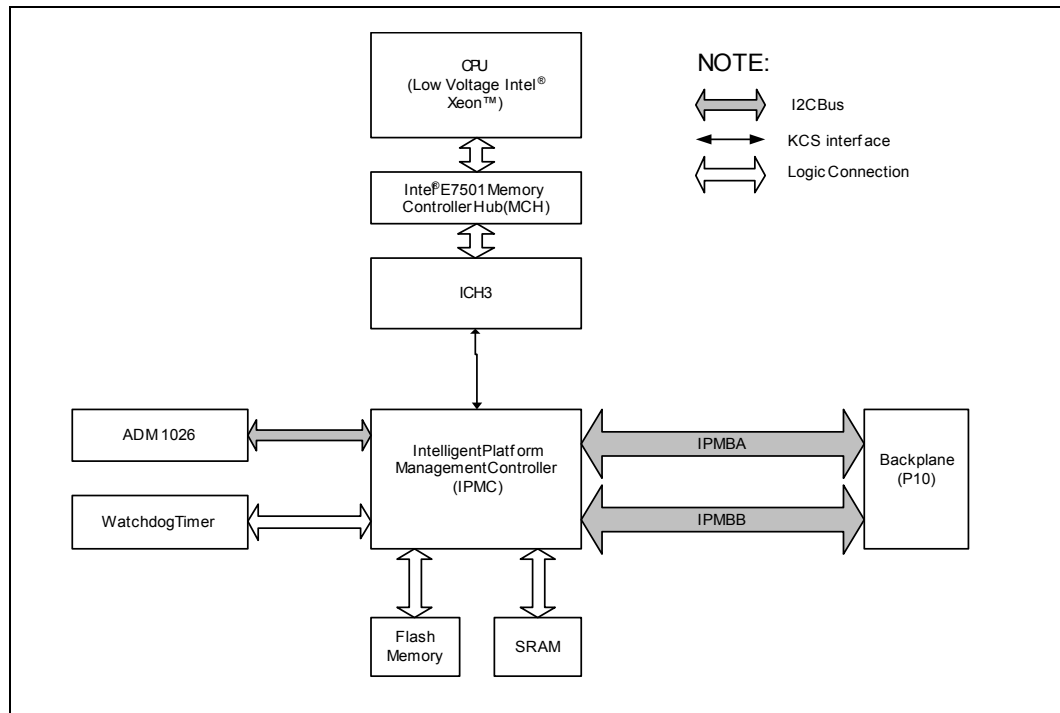 CPU
(Low Voltage Intel®
Xeon™)
NOTE:
I2CBus
KCS interface
Logic Connection
Intel®E7501Memory
ControllerHub(MCH)
ICH3
ADM1026
IntelligentPlatform
ManagementController
(IPMC)
IPMBA
Backplane
(P10)
WatchdogTimer
IPMBB
Flash
Memory
SRAM